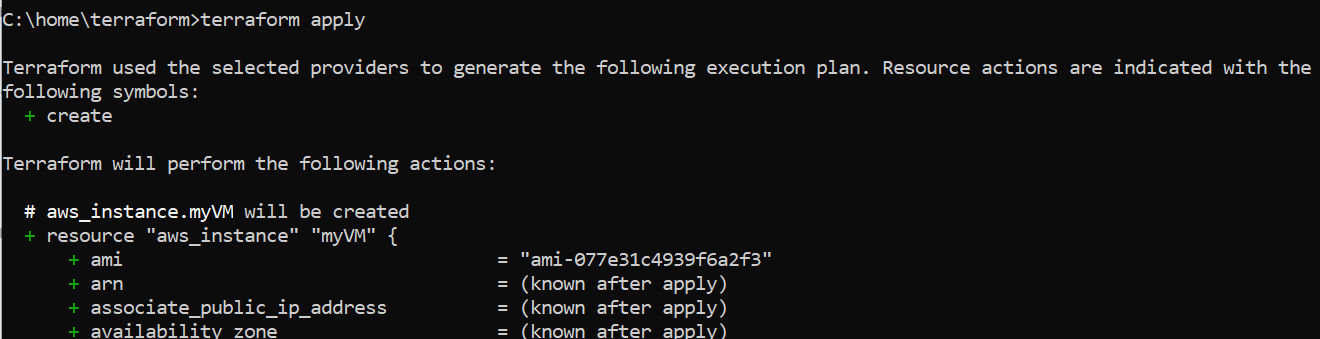 C:\home\terraform>terraform apply
Terraform used the selected providers to generate the following execution plan. Resource actions are indicated with the
following symbols:
+ create
Terraform will perform the following actions:
# aws_instance.myVM will be created
+ resource "aws_instance" "myVM" {
+ ami = "ami-077e31c4939f6a2f3"
+ arn = (known after apply)
+ associate_public_ip_address = (known after apply)
+ availability_zone = (known after apply)